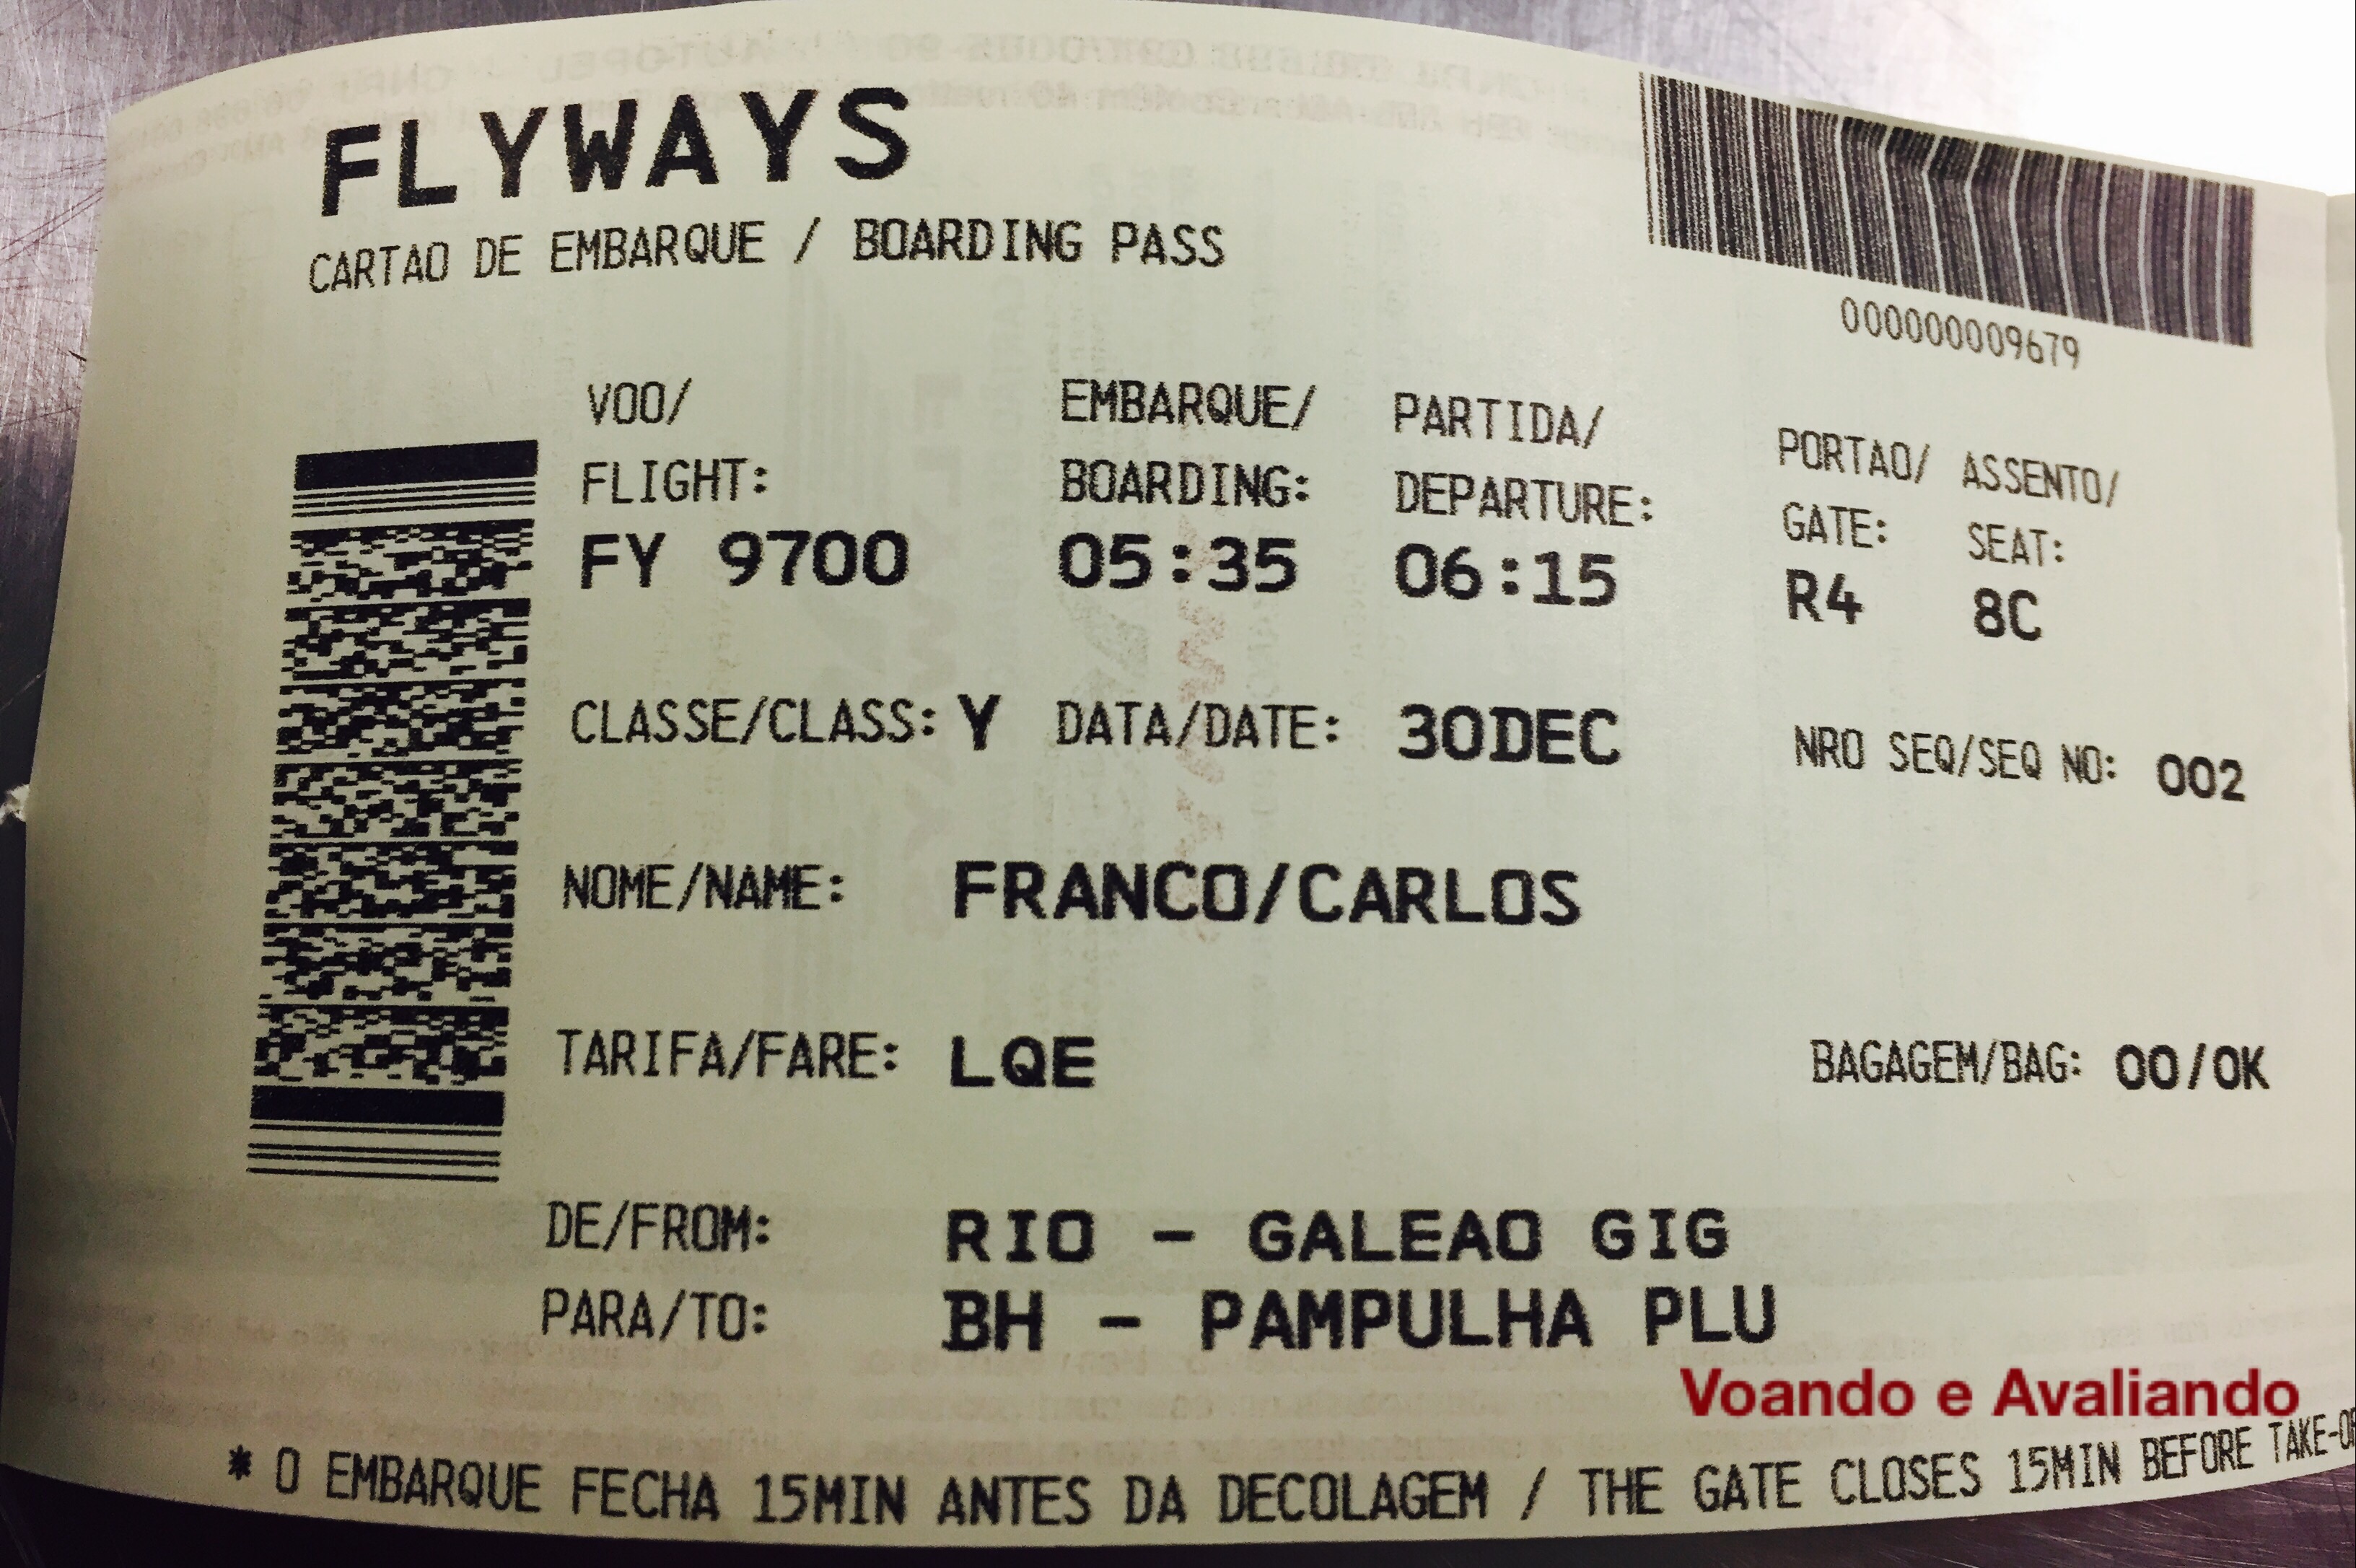 FLYWAYS
CARTAO DE EMBARQUE / BOARDING PASS
000000009679
VOO/ EMBARQUE/ PARTIDA/ PORTAO/ ASSENTO/
FLIGHT: BOARDING: DEPARTURE: GATE: SEAT:
FY 9700 05:35 06:15 R4 8C
CLASSE/CLASS: Y DATA/DATE: 30DEC NRO SEQ/SEQ NO: 002
NOME/NAME: FRANCO/CARLOS
TARIFA/FARE: LQE BAGAGEM/BAG: 00/0K
DE/FROM: RIO - GALEAO GIG
PARA/TO: BH - PAMPULHA PLU
Voando e Avaliando
* O EMBARQUE FECHA 15MIN ANTES DA DECOLAGEM / THE GATE CLOSES 15MIN BEFORE